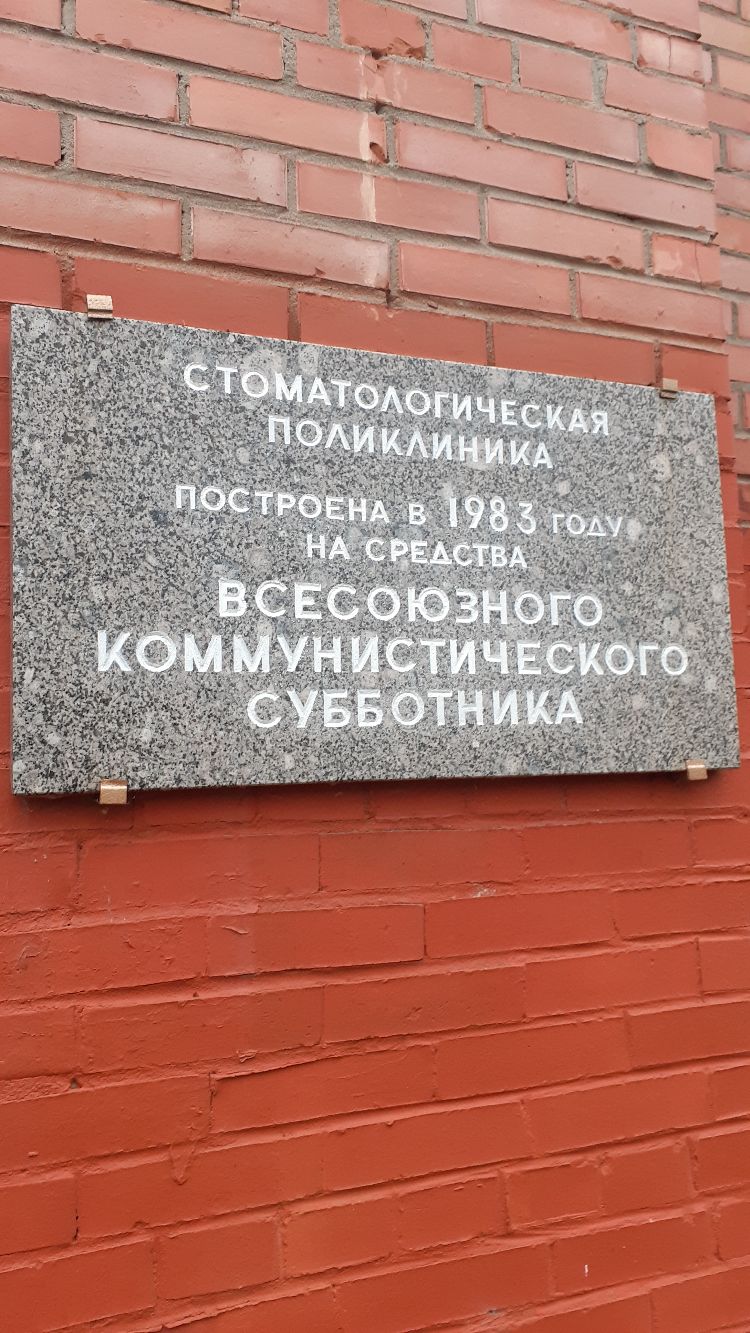 СТОМАТОЛОГИЧЕСКАЯ
ПОЛИКЛИНИКА
ПОСТРОЕНА В 1983 ГОДУ
НА СРЕДСТВА
ВСЕСОЮЗНОГО
КОММУНИСТИЧЕСКОГО
СУББОТНИКА